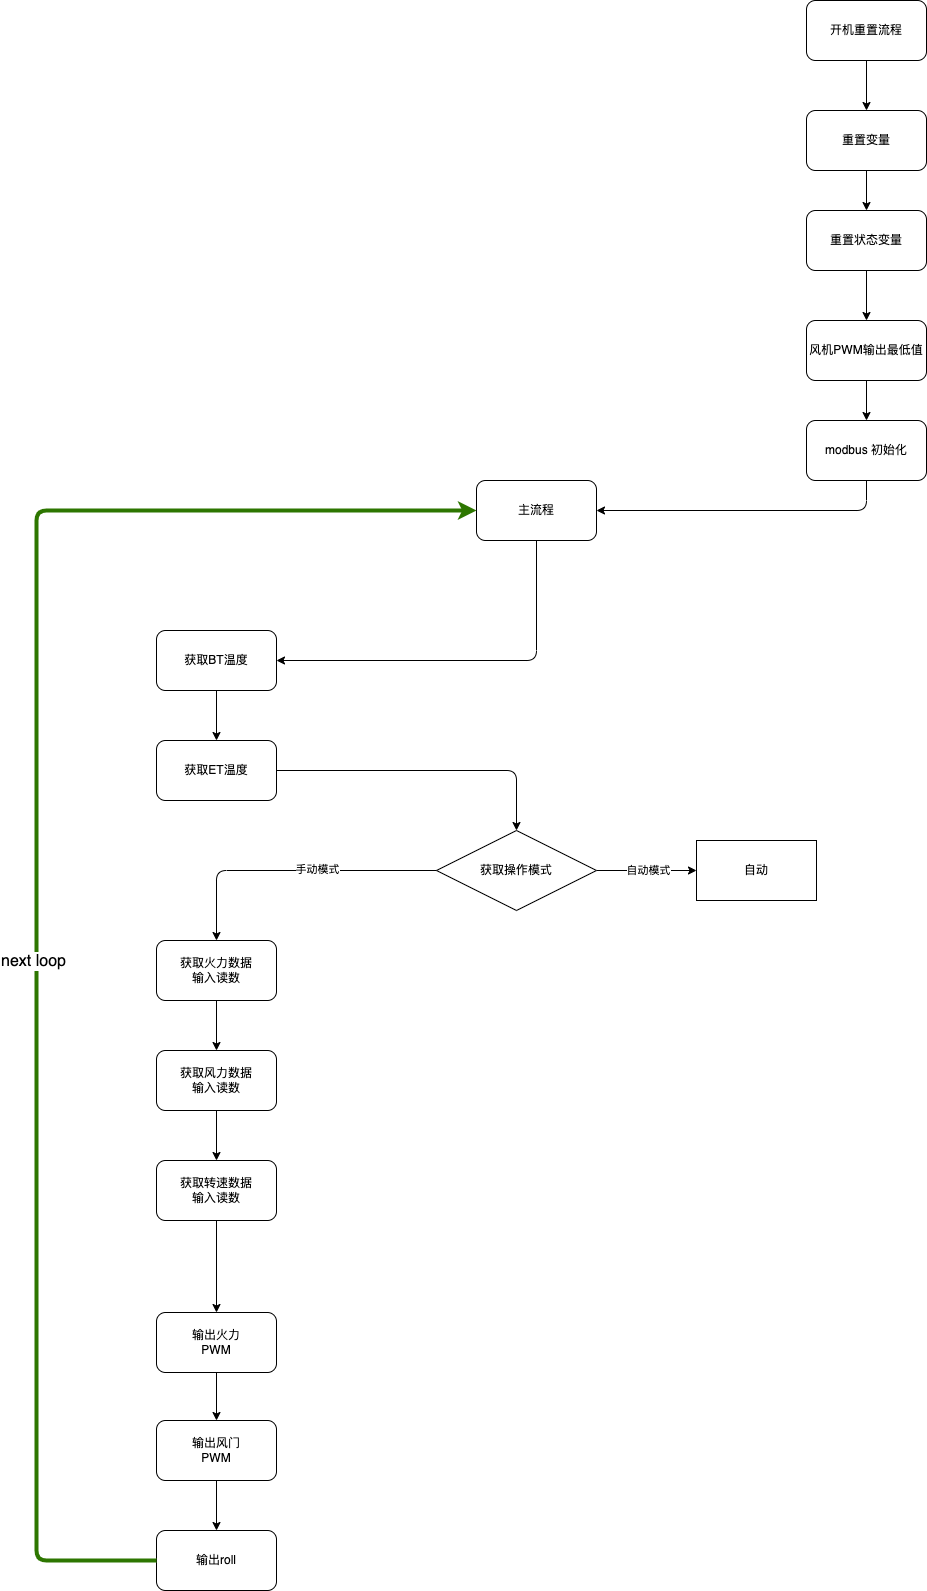 开机重置流程
重置变量
重置状态变量
风机PWM输出最低值
modbus 初始化
主流程
获取BT温度
获取ET温度
获取操作模式
手动模式
自动模式
自动
next loop
获取火力数据
输入读数
获取风力数据
输入读数
获取转速数据
输入读数
输出火力
PWM
输出风门
PWM
输出roll